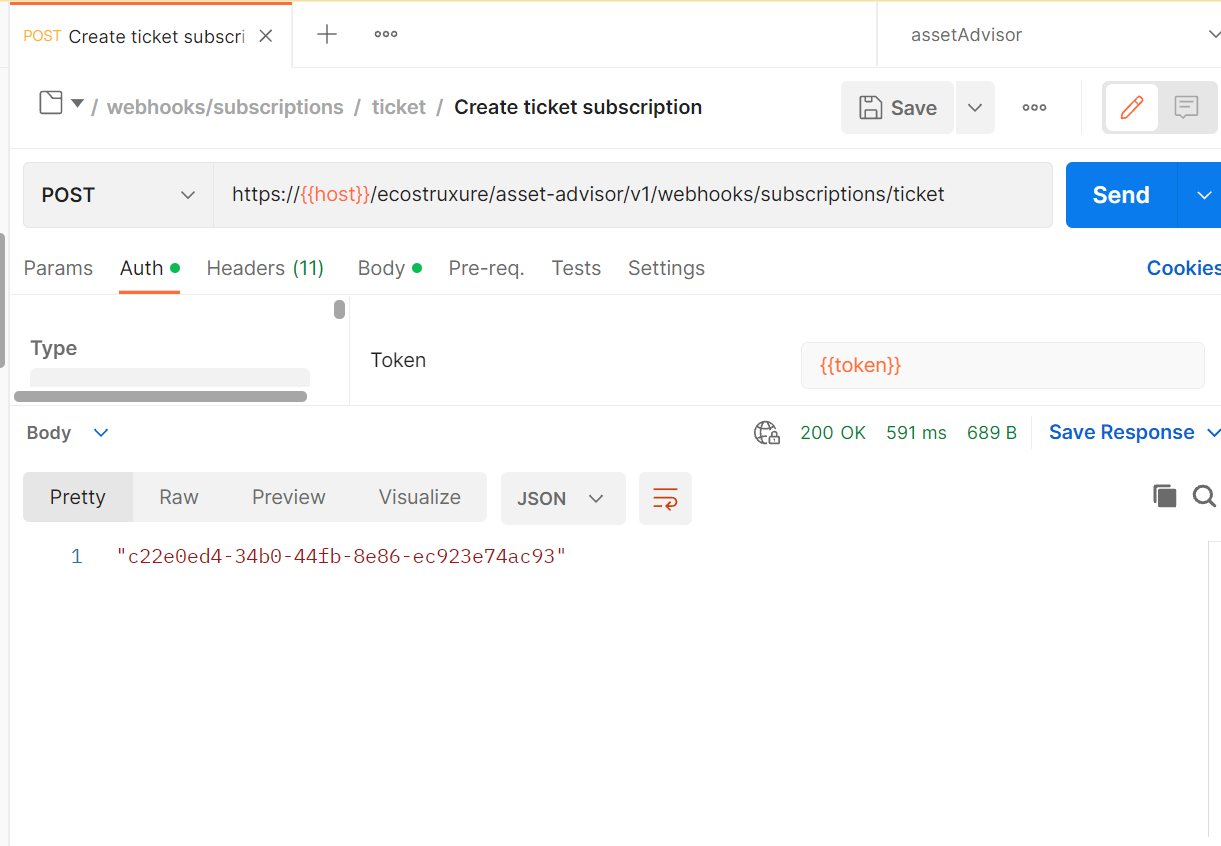 POST Create ticket subscri
assetAdvisor
/ webhooks/subscriptions / ticket / Create ticket subscription
Save
POST
https://{{host}}/ecostruxure/asset-advisor/v1/webhooks/subscriptions/ticket
Send
Params Auth Headers (11) Body Pre-req. Tests Settings Cookies
Type
Token
{{token}}
Body
200 OK 591 ms 689 B Save Response
Pretty Raw Preview Visualize JSON
1 "c22e0ed4-34b0-44fb-8e86-ec923e74ac93"